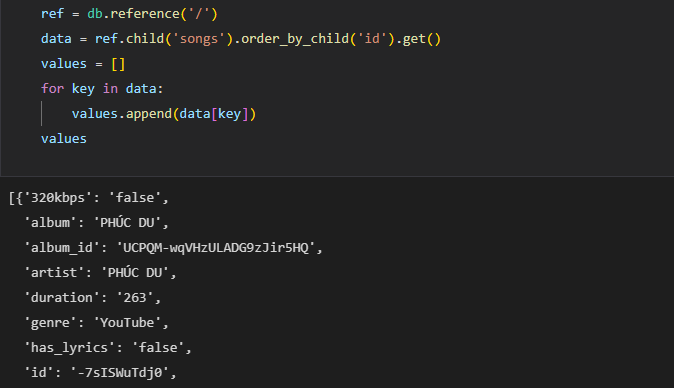 ref = db.reference('/')
data = ref.child('songs').order_by_child('id').get()
values = []
for key in data:
    values.append(data[key])
values
[{'320kbps': 'false',
  'album': 'PHÚC DU',
  'album_id': 'UCPQM-wqVHzULADG9zJir5HQ',
  'artist': 'PHÚC DU',
  'duration': '263',
  'genre': 'YouTube',
  'has_lyrics': 'false',
  'id': '-7sISWuTdj0',